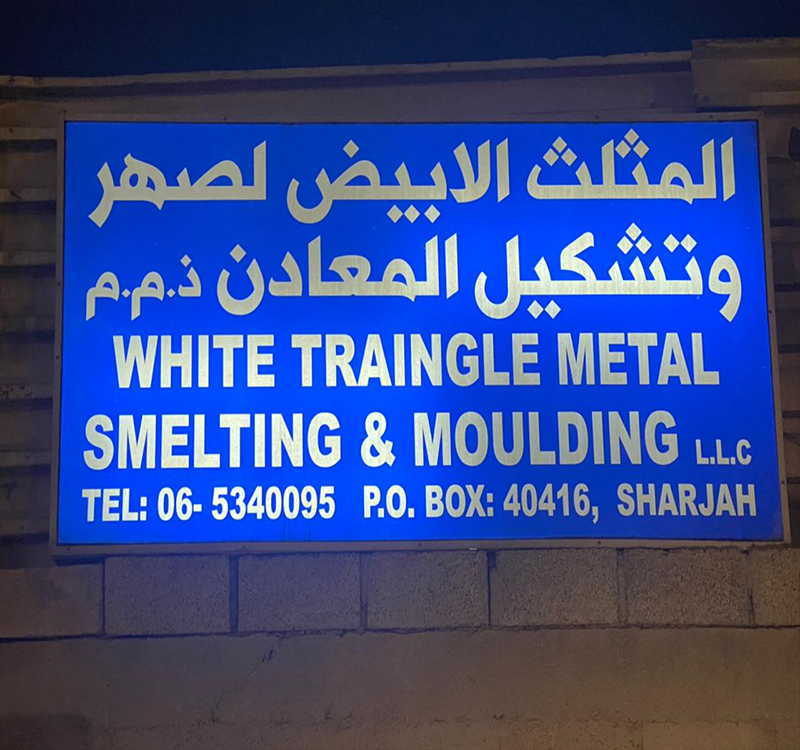 المثلث الابيض لصهر
وتشكيل المعادن ذ.م.م
WHITE TRAINGLE METAL
SMELTING & MOULDING L.L.C
TEL: 06- 5340095 P.O. BOX: 40416, SHARJAH